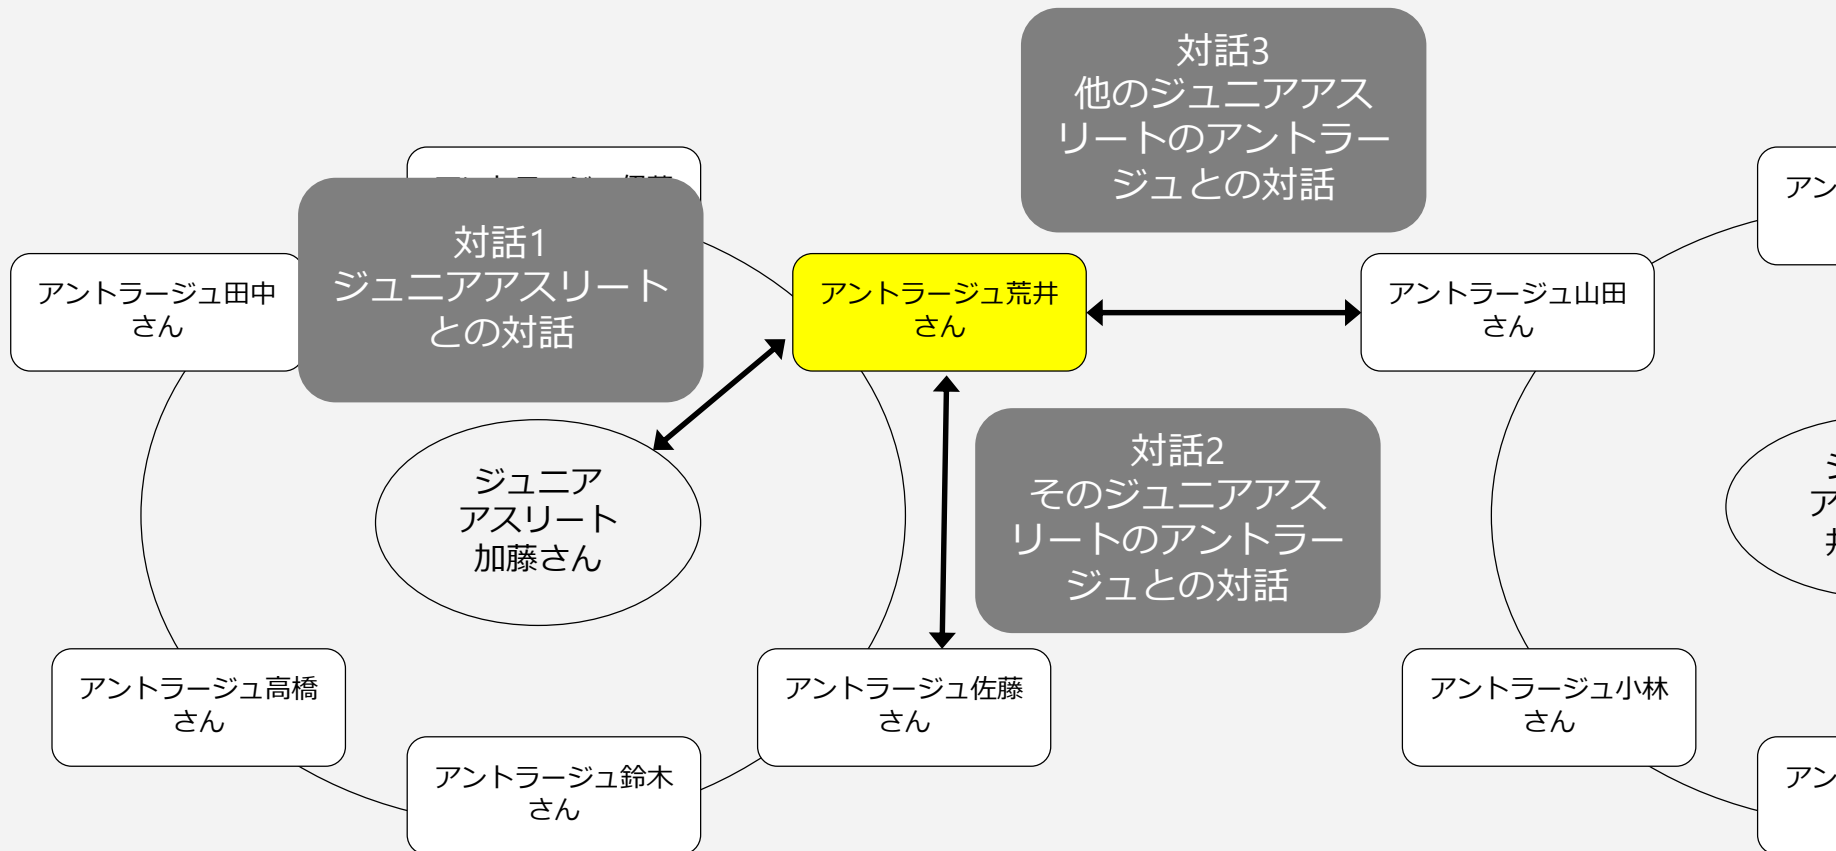 対話3
他のジュニアアス
リートのアントラー
ジュとの対話
対話1
ジュニアアスリート
との対話
アントラージュ田中
さん
アントラージュ荒井
さん
アントラージュ山田
さん
アン
対話2
そのジュニアアス
リートのアントラー
ジュとの対話
ジュニア
アスリート
加藤さん
アントラージュ高橋
さん
アントラージュ鈴木
さん
アントラージュ佐藤
さん
アントラージュ小林
さん
アン